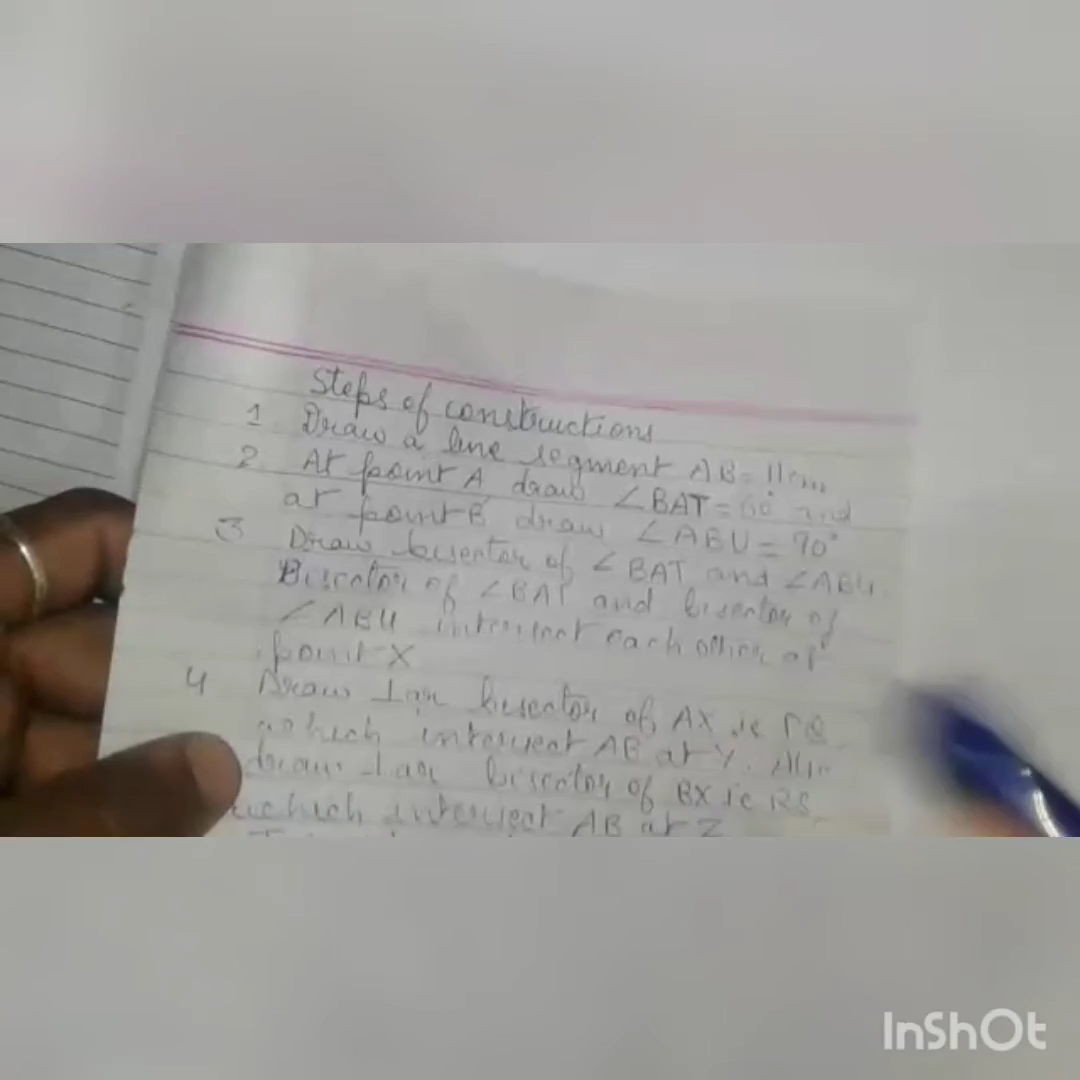 Steps of constructions
1 Draw a line segment AB = 11cm
2 At point A draw ∠BAT = 60° and
at point B draw ∠ABU = 90°
3 Draw bisector of ∠BAT and ∠ABU.
Bisector of ∠BAT and bisector of
∠ABU intersect each other at
point X
4 Draw ⊥ar bisector of AX ie PQ
which intersect AB at Y. Also
draw ⊥ar bisector of BX ie RS
which intersect AB at Z
InShOt